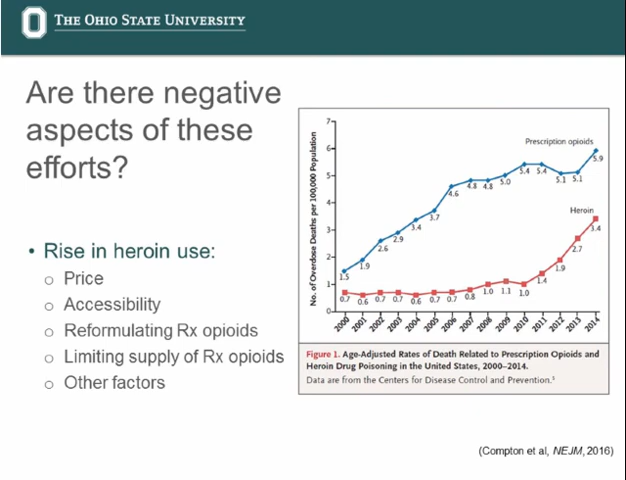 THE OHIO STATE UNIVERSITY
Are there negative
aspects of these
efforts?
• Rise in heroin use:
o Price
o Accessibility
o Reformulating Rx opioids
o Limiting supply of Rx opioids
o Other factors
No. of Overdose Deaths per 100,000 Population
7
6
5
4
3
2
1
0
Prescription opioids
1.5 1.9 2.6 2.9 3.4 3.7 4.6 4.8 4.8 5.0 5.4 5.4 5.1 5.1 5.9
Heroin
0.7 0.6 0.7 0.7 0.6 0.7 0.7 0.8 1.0 1.1 1.0 1.4 1.9 2.7 3.4
2000 2001 2002 2003 2004 2005 2006 2007 2008 2009 2010 2011 2012 2013 2014
Figure 1. Age-Adjusted Rates of Death Related to Prescription Opioids and
Heroin Drug Poisoning in the United States, 2000–2014.
Data are from the Centers for Disease Control and Prevention.
(Compton et al, NEJM, 2016)